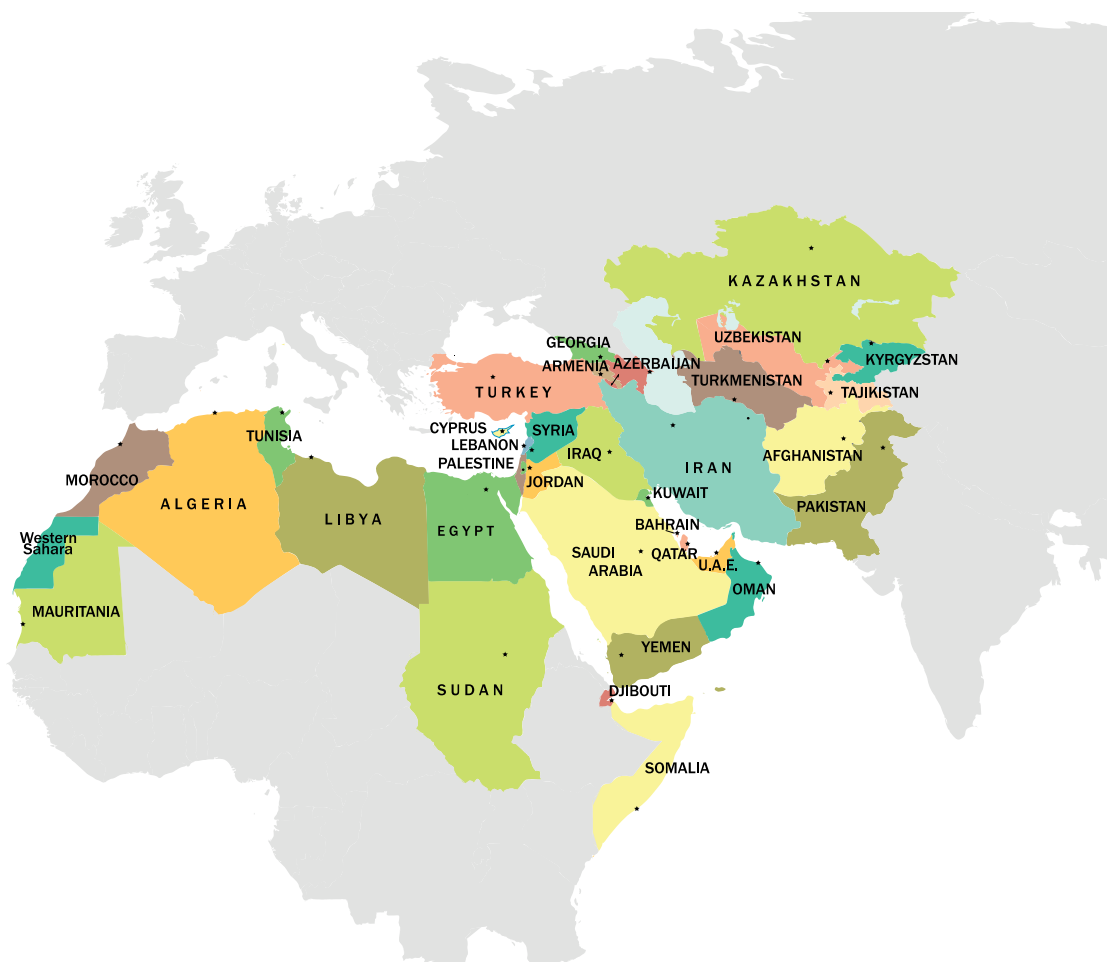 KAZAKHSTAN
UZBEKISTAN
GEORGIA
KYRGYZSTAN
ARMENIA
AZERBAIJAN
TURKMENISTAN
TURKEY
TAJIKISTAN
CYPRUS
SYRIA
TUNISIA
LEBANON
IRAQ
AFGHANISTAN
PALESTINE
IRAN
MOROCCO
JORDAN
KUWAIT
ALGERIA
PAKISTAN
LIBYA
BAHRAIN
EGYPT
Western
Sahara
SAUDI
ARABIA
QATAR
U.A.E.
OMAN
MAURITANIA
YEMEN
SUDAN
DJIBOUTI
SOMALIA